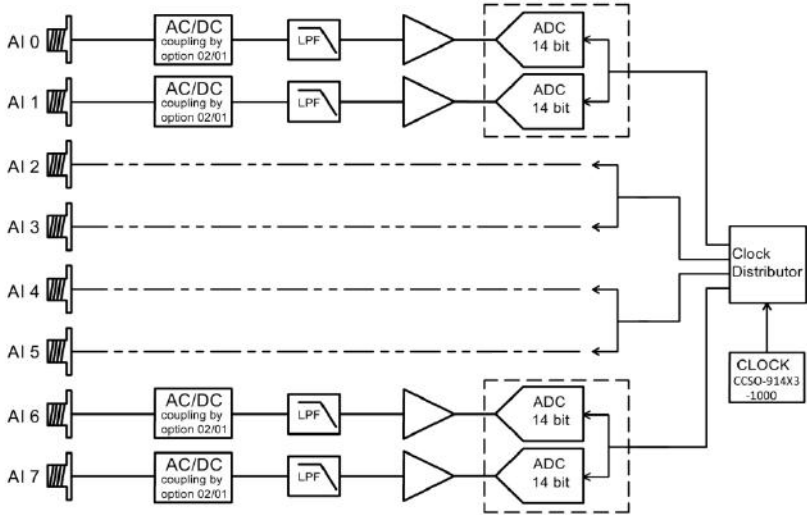 AI 0
AC/DC
coupling by
option 02/01
LPF
ADC
14 bit
AI 1
AC/DC
coupling by
option 02/01
LPF
ADC
14 bit
AI 2
AI 3
AI 4
AI 5
Clock
Distributor
CLOCK
CCSO-914X3
-1000
AI 6
AC/DC
coupling by
option 02/01
LPF
ADC
14 bit
AI 7
AC/DC
coupling by
option 02/01
LPF
ADC
14 bit